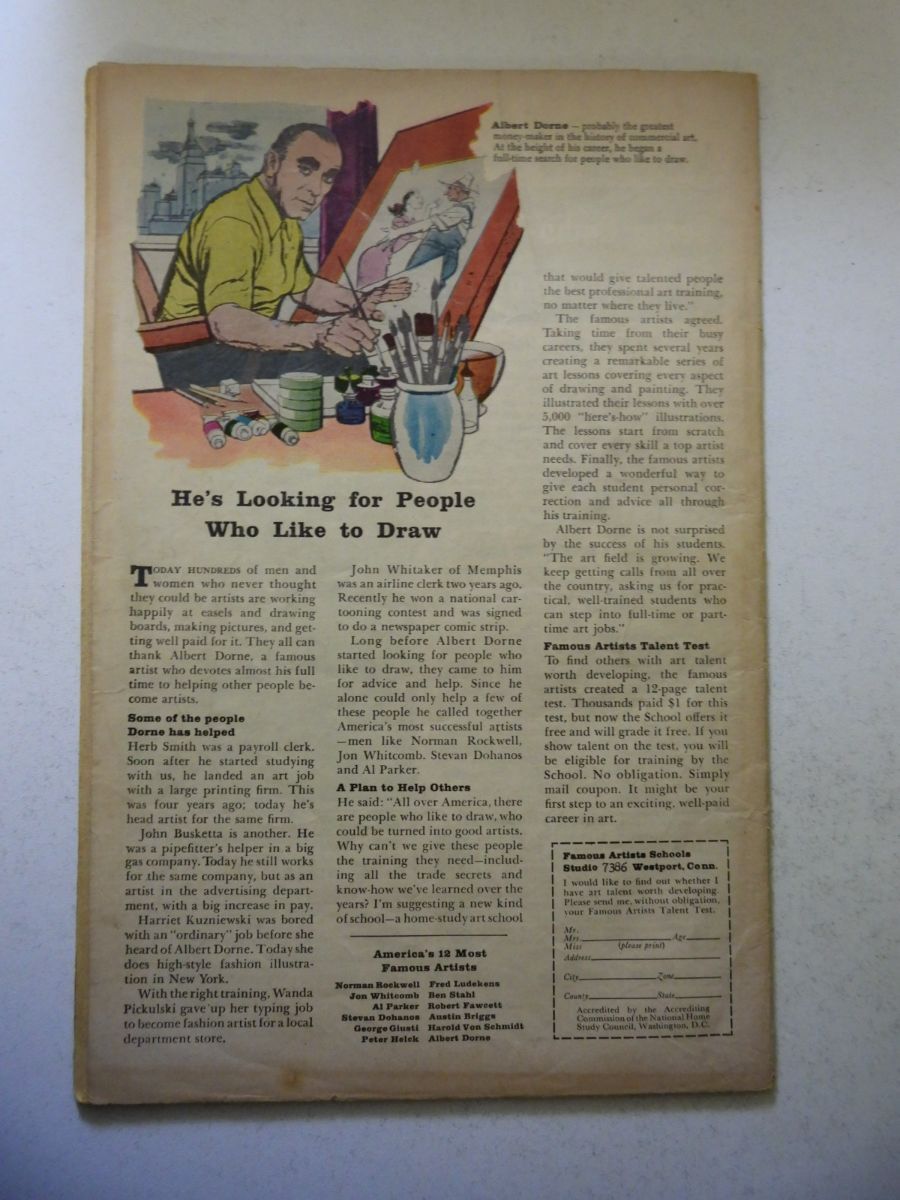 Albert Dorne — probably the greatest
money-maker in the history of commercial art.
At the height of his career, he began a
full-time search for people who like to draw.
He's Looking for People
Who Like to Draw
TODAY HUNDREDS of men and
women who never thought
they could be artists are working
happily at easels and drawing
boards, making pictures, and get-
ting well paid for it. They all can
thank Albert Dorne, a famous
artist who devotes almost his full
time to helping other people be-
come artists.
Some of the people
Dorne has helped
Herb Smith was a payroll clerk.
Soon after he started studying
with us, he landed an art job
with a large printing firm. This
was four years ago; today he's
head artist for the same firm.
John Busketta is another. He
was a pipefitter's helper in a big
gas company. Today he still works
for the same company, but as an
artist in the advertising depart-
ment, with a big increase in pay.
Harriet Kuzniewski was bored
with an "ordinary" job before she
heard of Albert Dorne. Today she
does high-style fashion illustra-
tion in New York.
With the right training, Wanda
Pickulski gave up her typing job
to become fashion artist for a local
department store.
John Whitaker of Memphis
was an airline clerk two years ago.
Recently he won a national car-
tooning contest and was signed
to do a newspaper comic strip.
Long before Albert Dorne
started looking for people who
like to draw, they came to him
for advice and help. Since he
alone could only help a few of
these people he called together
America's most successful artists
—men like Norman Rockwell,
Jon Whitcomb, Stevan Dohanos
and Al Parker.
A Plan to Help Others
He said: "All over America, there
are people who like to draw, who
could be turned into good artists.
Why can't we give these people
the training they need—includ-
ing all the trade secrets and
know-how we've learned over the
years? I'm suggesting a new kind
of school—a home-study art school
that would give talented people
the best professional art training,
no matter where they live."
The famous artists agreed.
Taking time from their busy
careers, they spent several years
creating a remarkable series of
art lessons covering every aspect
of drawing and painting. They
illustrated their lessons with over
5,000 "here's-how" illustrations.
The lessons start from scratch
and cover every skill a top artist
needs. Finally, the famous artists
developed a wonderful way to
give each student personal cor-
rection and advice all through
his training.
Albert Dorne is not surprised
by the success of his students.
"The art field is growing. We
keep getting calls from all over
the country, asking us for prac-
tical, well-trained students who
can step into full-time or part-
time art jobs."
Famous Artists Talent Test
To find others with art talent
worth developing, the famous
artists created a 12-page talent
test. Thousands paid $1 for this
test, but now the School offers it
free and will grade it free. If you
show talent on the test, you will
be eligible for training by the
School. No obligation. Simply
mail coupon. It might be your
first step to an exciting, well-paid
career in art.
America's 12 Most
Famous Artists
Norman Rockwell Fred Ludekens
Jon Whitcomb Ben Stahl
Al Parker Robert Fawcett
Stevan Dohanos Austin Briggs
George Giusti Harold Von Schmidt
Peter Helck Albert Dorne
Famous Artists Schools
Studio 7386 Westport, Conn.
I would like to find out whether I
have art talent worth developing.
Please send me, without obligation,
your Famous Artists Talent Test.
Mr.
Mrs. Age
Miss (please print)
Address
City Zone
County State
Accredited by the Accrediting
Commission of the National Home
Study Council, Washington, D.C.